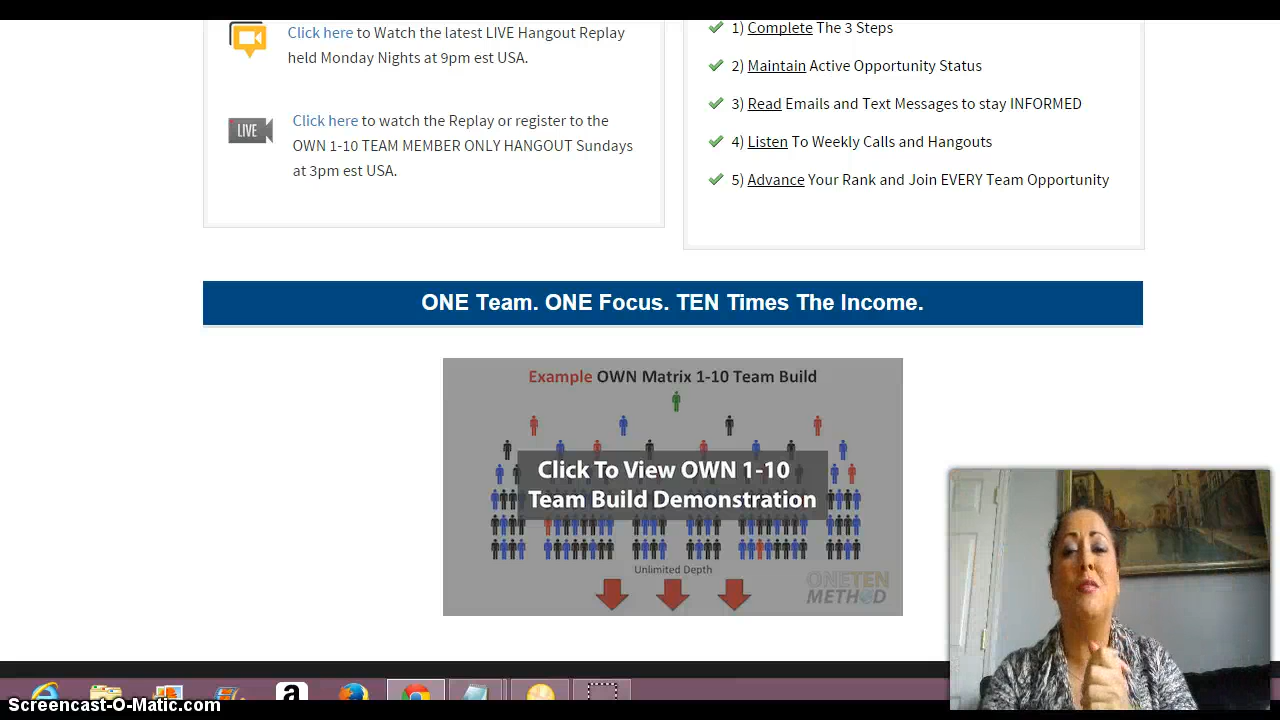 Click here to Watch the latest LIVE Hangout Replay
held Monday Nights at 9pm est USA.
LIVE
Click here to watch the Replay or register to the
OWN 1-10 TEAM MEMBER ONLY HANGOUT Sundays
at 3pm est USA.
1) Complete The 3 Steps
2) Maintain Active Opportunity Status
3) Read Emails and Text Messages to stay INFORMED
4) Listen To Weekly Calls and Hangouts
5) Advance Your Rank and Join EVERY Team Opportunity
ONE Team. ONE Focus. TEN Times The Income.
Example OWN Matrix 1-10 Team Build
Click To View OWN 1-10
Team Build Demonstration
Unlimited Depth
ONETEN
METHOD
a
Screencast-O-Matic.com